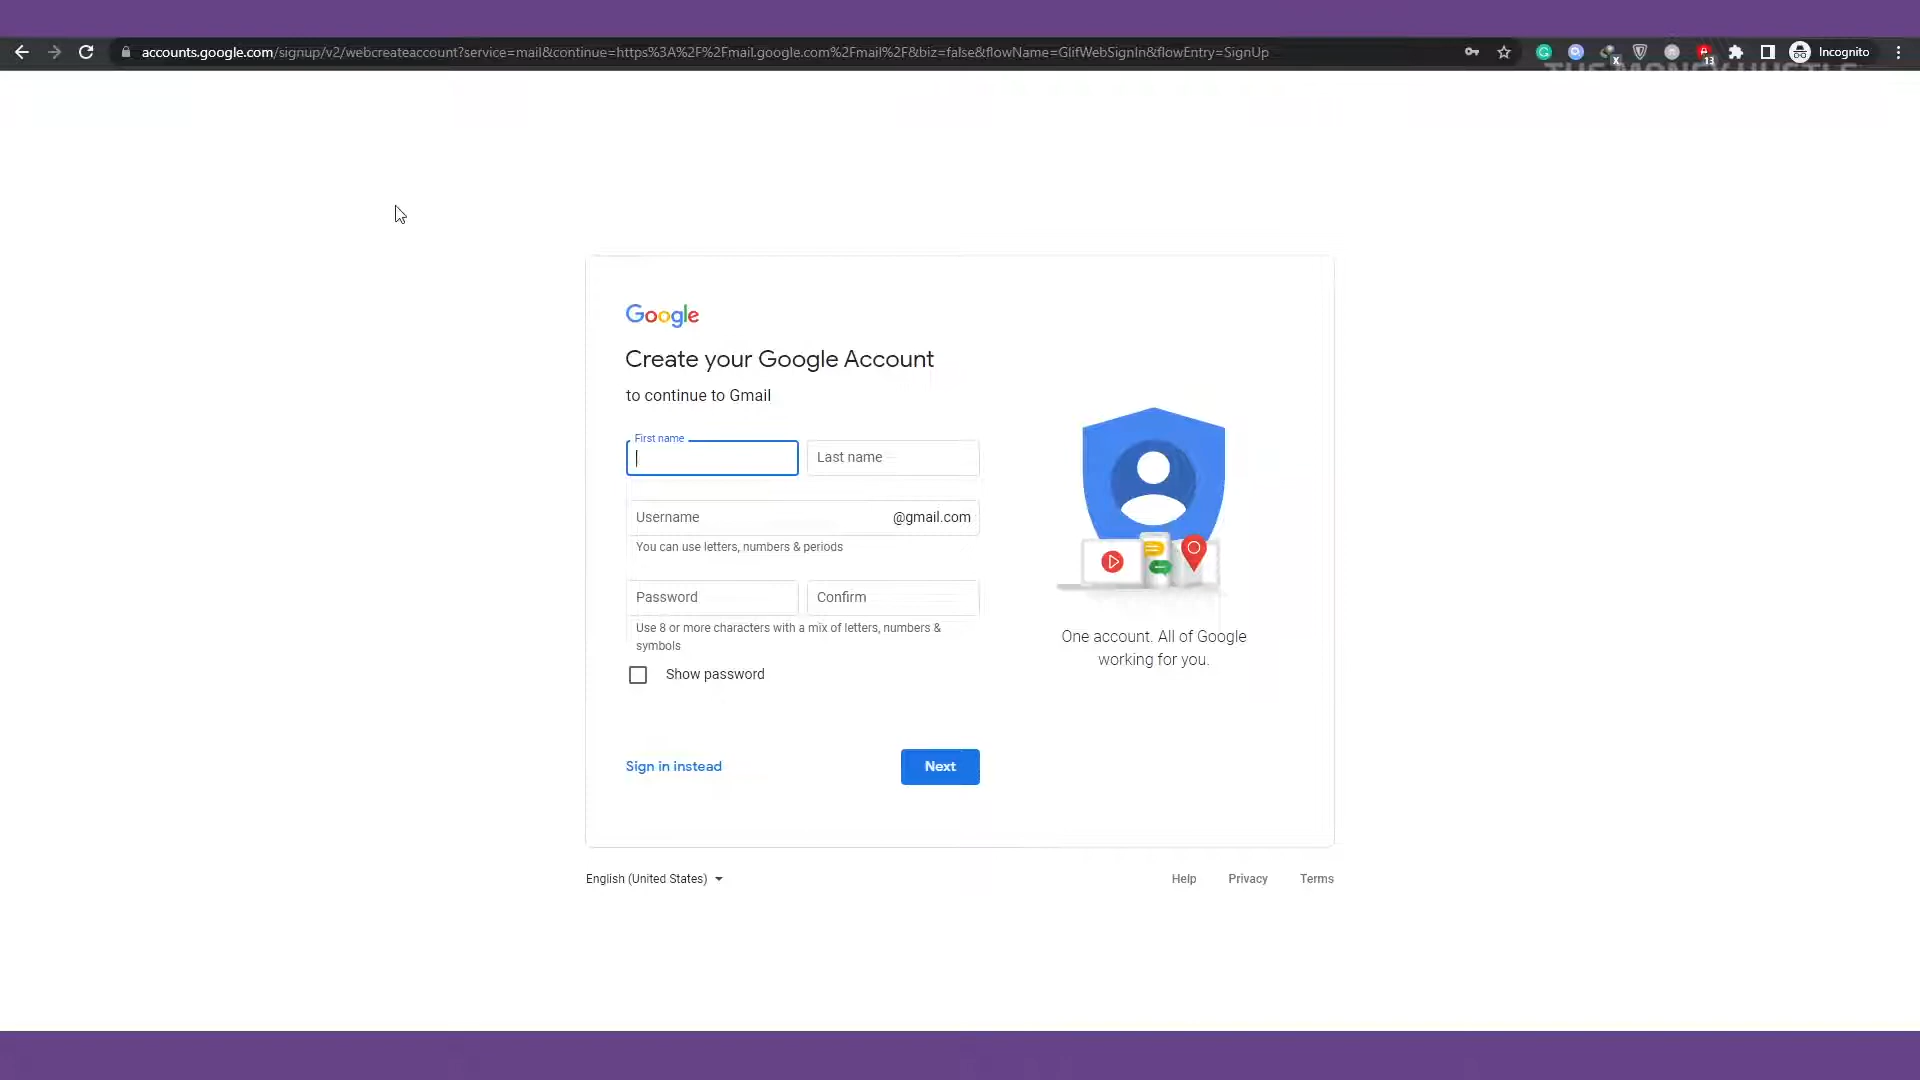 accounts.google.com/signup/v2/webcreateaccount?service=mail&continue=https%3A%2F%2Fmail.google.com%2Fmail%2F&biz=false&flowName=GlifWebSignIn&flowEntry=SignUp
x
13
Incognito
THE MONEY HUSTLE
Google
Create your Google Account
to continue to Gmail
First name
Last name
Username @gmail.com
You can use letters, numbers & periods
Password Confirm
Use 8 or more characters with a mix of letters, numbers &
symbols
Show password
Sign in instead
Next
One account. All of Google
working for you.
English (United States)
Help Privacy Terms